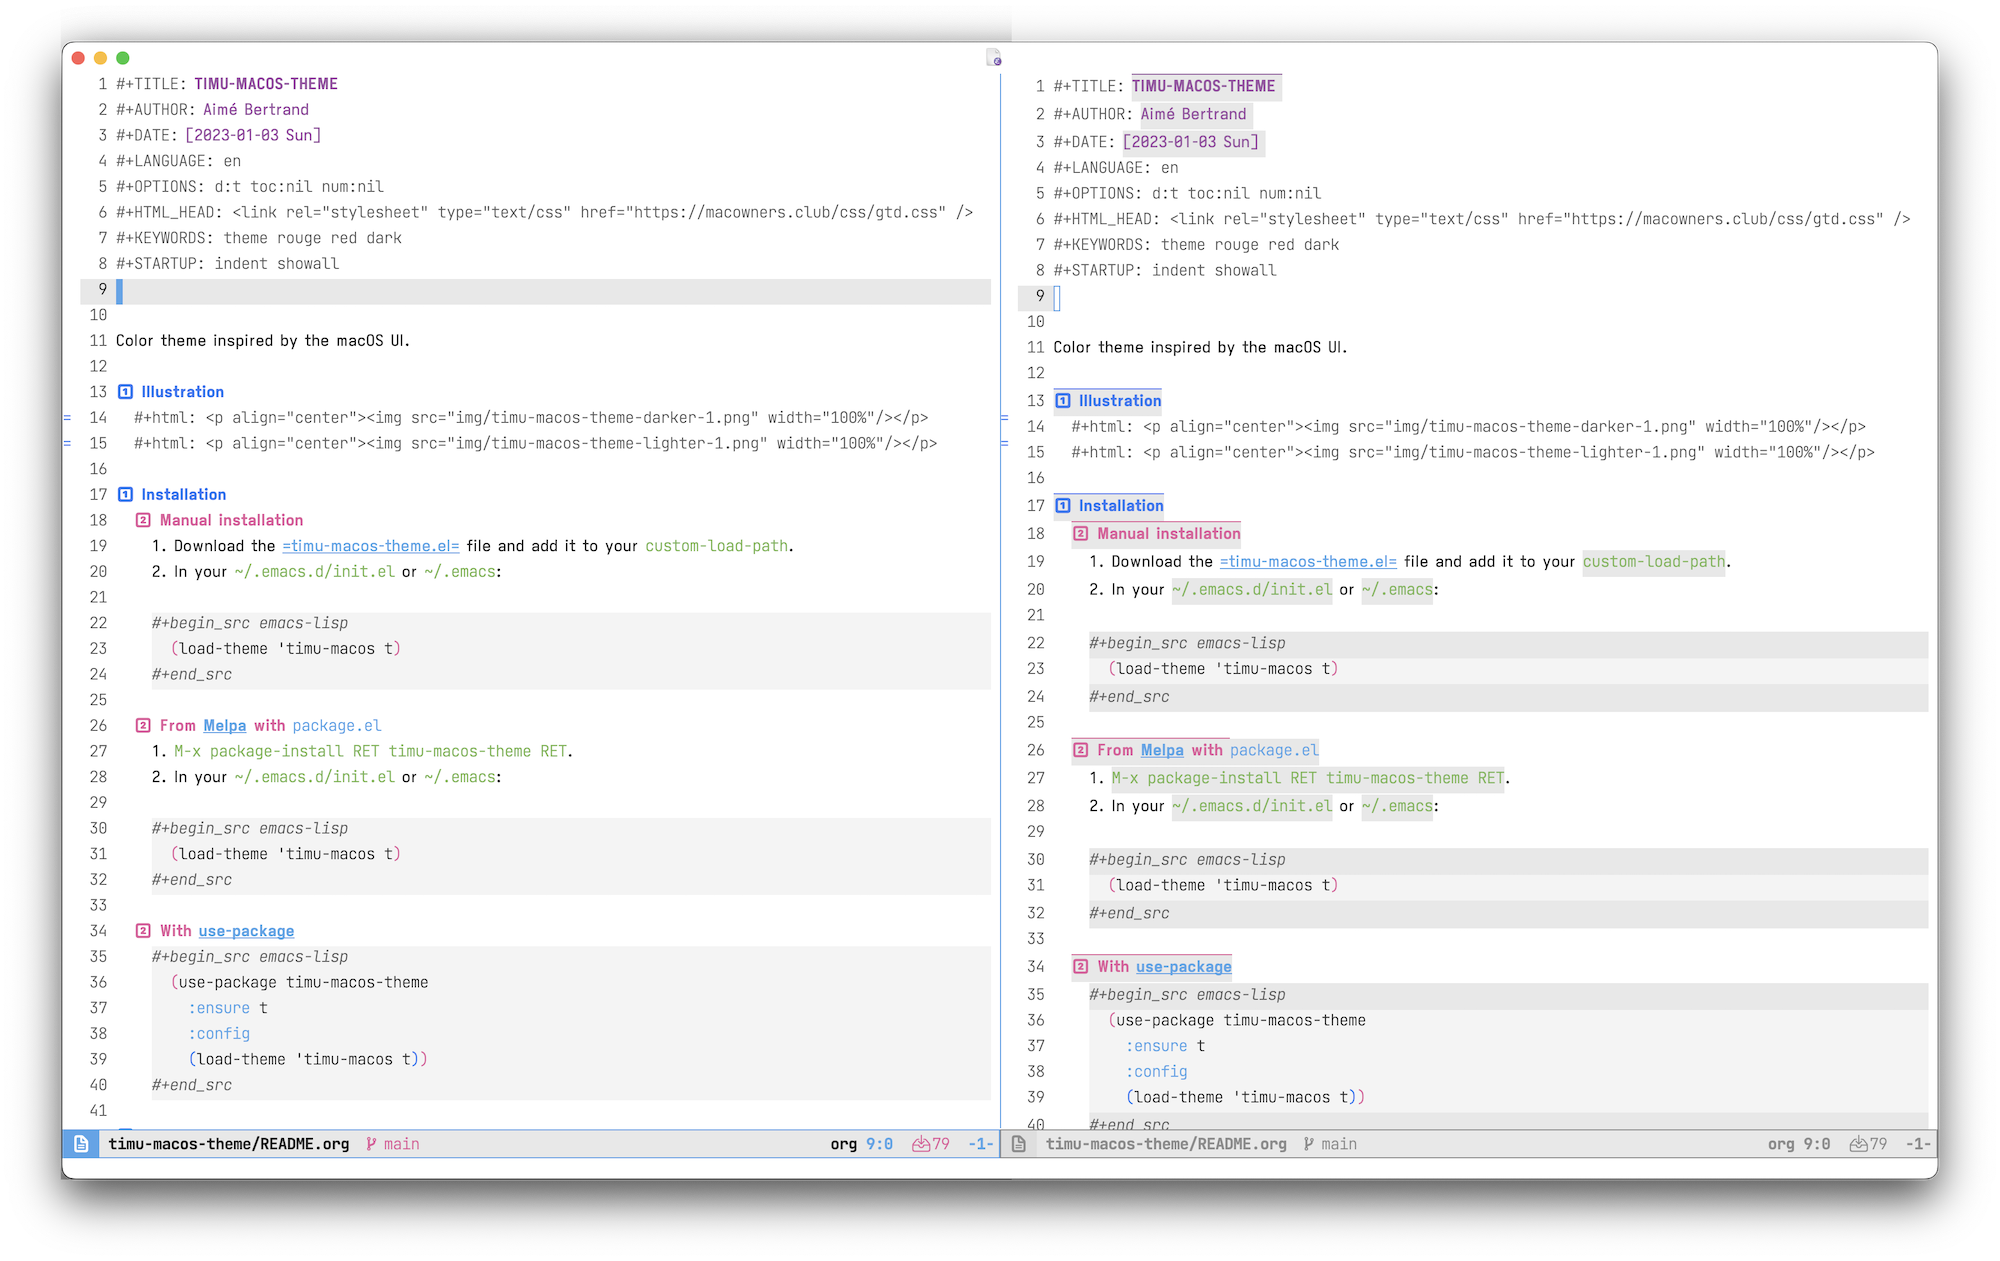 1 #+TITLE: TIMU-MACOS-THEME
2 #+AUTHOR: Aimé Bertrand
3 #+DATE: [2023-01-03 Sun]
4 #+LANGUAGE: en
5 #+OPTIONS: d:t toc:nil num:nil
6 #+HTML_HEAD: <link rel="stylesheet" type="text/css" href="https://macowners.club/css/gtd.css" />
7 #+KEYWORDS: theme rouge red dark
8 #+STARTUP: indent showall
9
10
11 Color theme inspired by the macOS UI.
12
13 1 Illustration
= 14 #+html: <p align="center"><img src="img/timu-macos-theme-darker-1.png" width="100%"/></p>
= 15 #+html: <p align="center"><img src="img/timu-macos-theme-lighter-1.png" width="100%"/></p>
16
17 1 Installation
18 2 Manual installation
19 1. Download the =timu-macos-theme.el= file and add it to your custom-load-path.
20 2. In your ~/.emacs.d/init.el or ~/.emacs:
21
22 #+begin_src emacs-lisp
23 (load-theme 'timu-macos t)
24 #+end_src
25
26 2 From Melpa with package.el
27 1. M-x package-install RET timu-macos-theme RET.
28 2. In your ~/.emacs.d/init.el or ~/.emacs:
29
30 #+begin_src emacs-lisp
31 (load-theme 'timu-macos t)
32 #+end_src
33
34 2 With use-package
35 #+begin_src emacs-lisp
36 (use-package timu-macos-theme
37 :ensure t
38 :config
39 (load-theme 'timu-macos t))
40 #+end_src
41
timu-macos-theme/README.org main org 9:0 79 -1-
1 #+TITLE: TIMU-MACOS-THEME
2 #+AUTHOR: Aimé Bertrand
3 #+DATE: [2023-01-03 Sun]
4 #+LANGUAGE: en
5 #+OPTIONS: d:t toc:nil num:nil
6 #+HTML_HEAD: <link rel="stylesheet" type="text/css" href="https://macowners.club/css/gtd.css" />
7 #+KEYWORDS: theme rouge red dark
8 #+STARTUP: indent showall
9
10
11 Color theme inspired by the macOS UI.
12
13 1 Illustration
= 14 #+html: <p align="center"><img src="img/timu-macos-theme-darker-1.png" width="100%"/></p>
= 15 #+html: <p align="center"><img src="img/timu-macos-theme-lighter-1.png" width="100%"/></p>
16
17 1 Installation
18 2 Manual installation
19 1. Download the =timu-macos-theme.el= file and add it to your custom-load-path.
20 2. In your ~/.emacs.d/init.el or ~/.emacs:
21
22 #+begin_src emacs-lisp
23 (load-theme 'timu-macos t)
24 #+end_src
25
26 2 From Melpa with package.el
27 1. M-x package-install RET timu-macos-theme RET.
28 2. In your ~/.emacs.d/init.el or ~/.emacs:
29
30 #+begin_src emacs-lisp
31 (load-theme 'timu-macos t)
32 #+end_src
33
34 2 With use-package
35 #+begin_src emacs-lisp
36 (use-package timu-macos-theme
37 :ensure t
38 :config
39 (load-theme 'timu-macos t))
40 #+end_src
timu-macos-theme/README.org main org 9:0 79 -1-